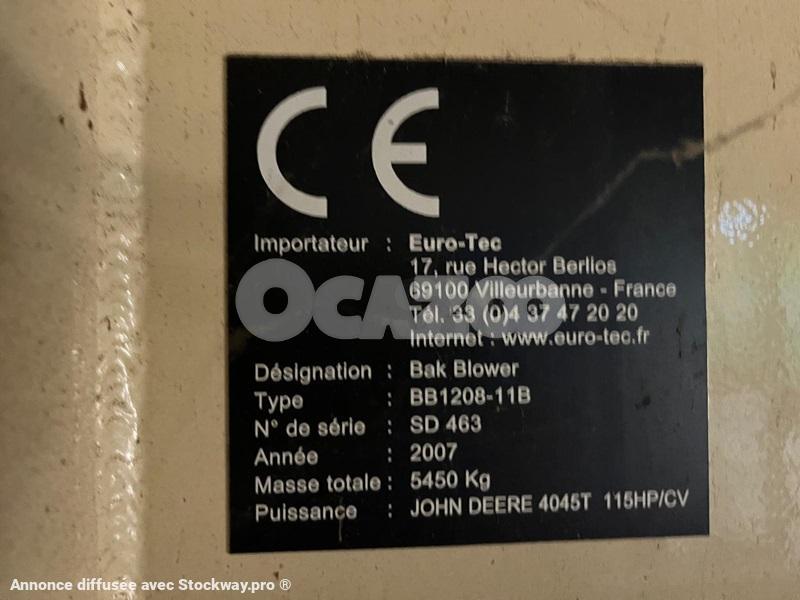 CE
Importateur : Euro-Tec
17, rue Hector Berlios
69100 Villeurbanne - France
Tél. 33 (0)4 37 47 20 20
Internet : www.euro-tec.fr
OCAZOO
Désignation : Bak Blower
Type : BB1208-11B
N° de série : SD 463
Année : 2007
Masse totale : 5450 Kg
Puissance : JOHN DEERE 4045T 115HP/CV
Annonce diffusée avec Stockway.pro ®